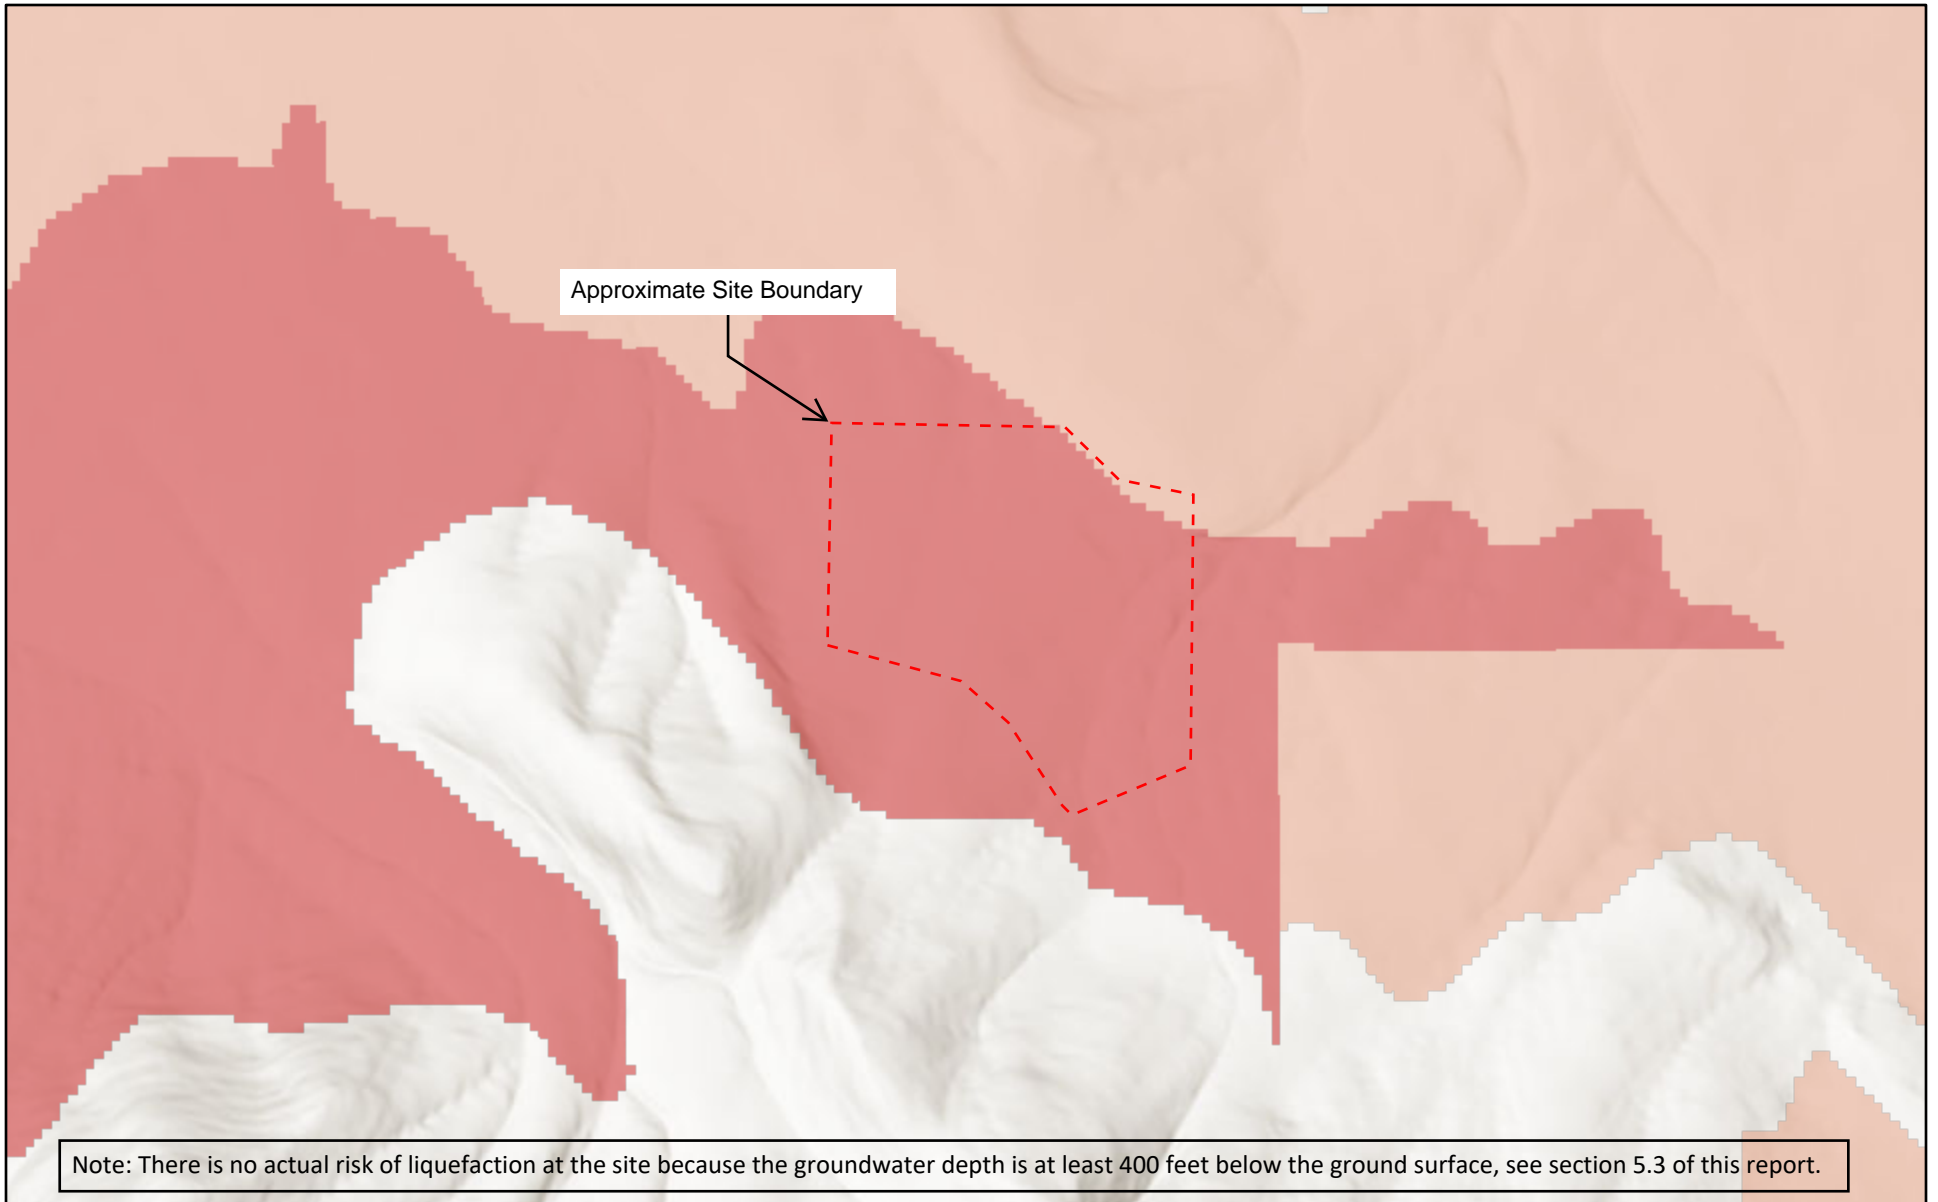 Approximate Site Boundary
Note: There is no actual risk of liquefaction at the site because the groundwater depth is at least 400 feet below the ground surface, see section 5.3 of this report.